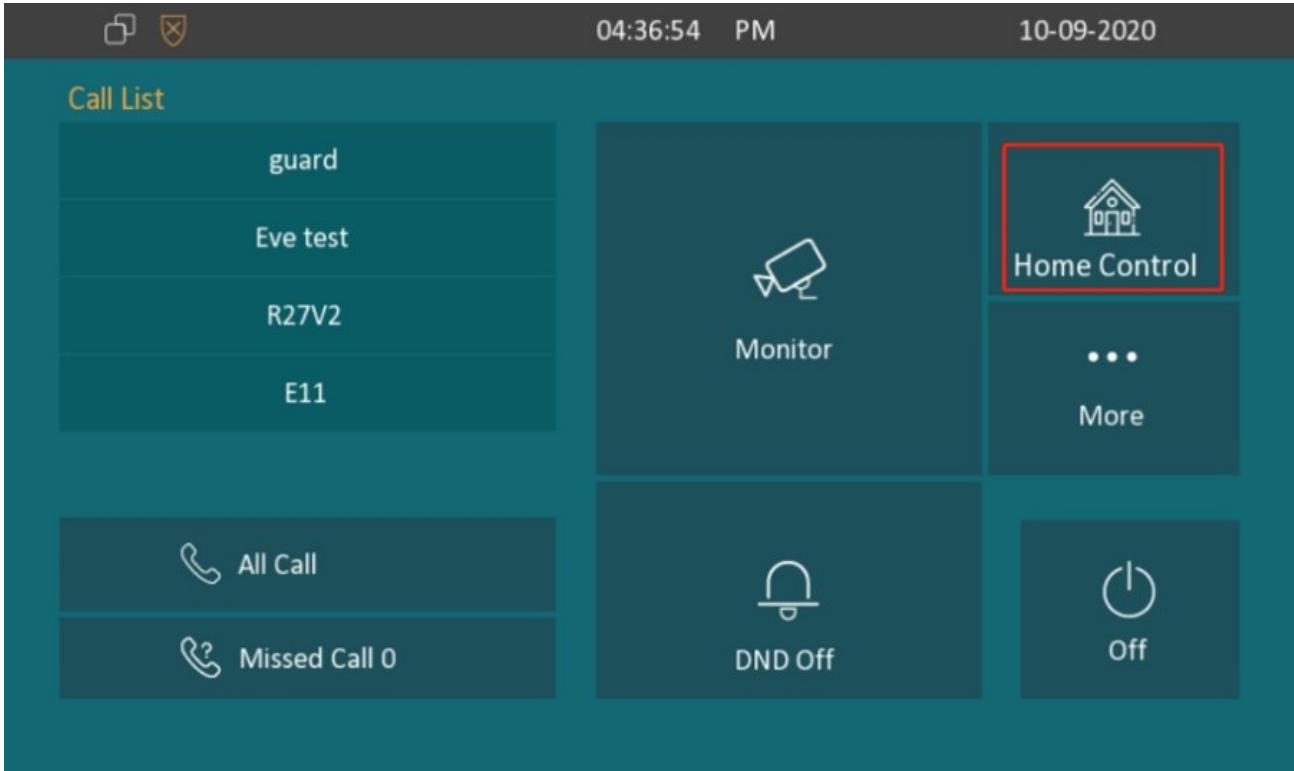 04:36:54 PM 10-09-2020
Call List
guard
Eve test
R27V2
E11
All Call
Missed Call 0
Monitor
DND Off
Home Control
More
Off